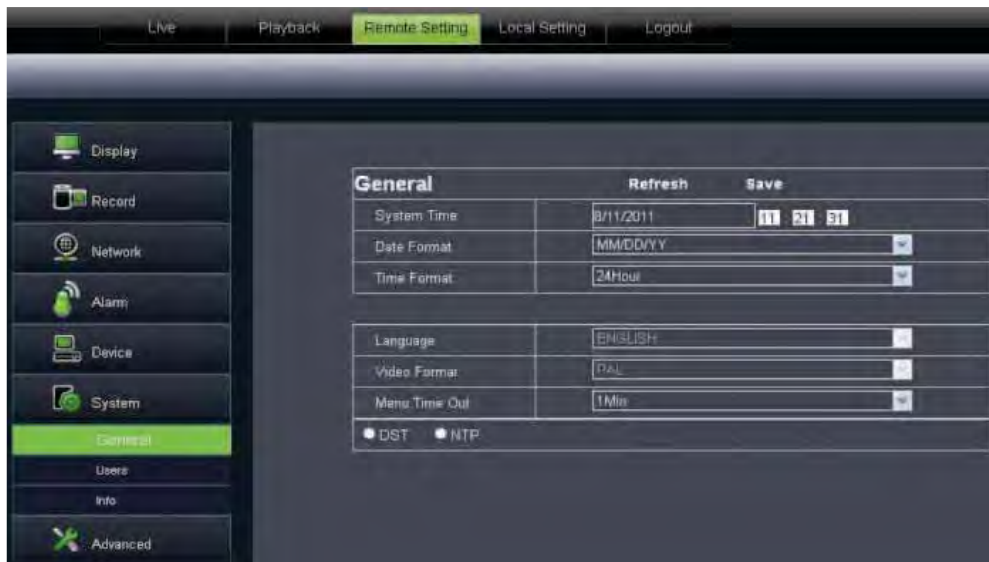 Live Playback Remote Setting Local Setting Logout
Display
Record
Network
Alarm
Device
System
General
Users
Info
Advanced
General Refresh Save
System Time 8/11/2011 11 21 31
Date Format MM/DD/YY
Time Format 24Hour
Language ENGLISH
Video Format PAL
Menu Time Out 1Min
DST NTP